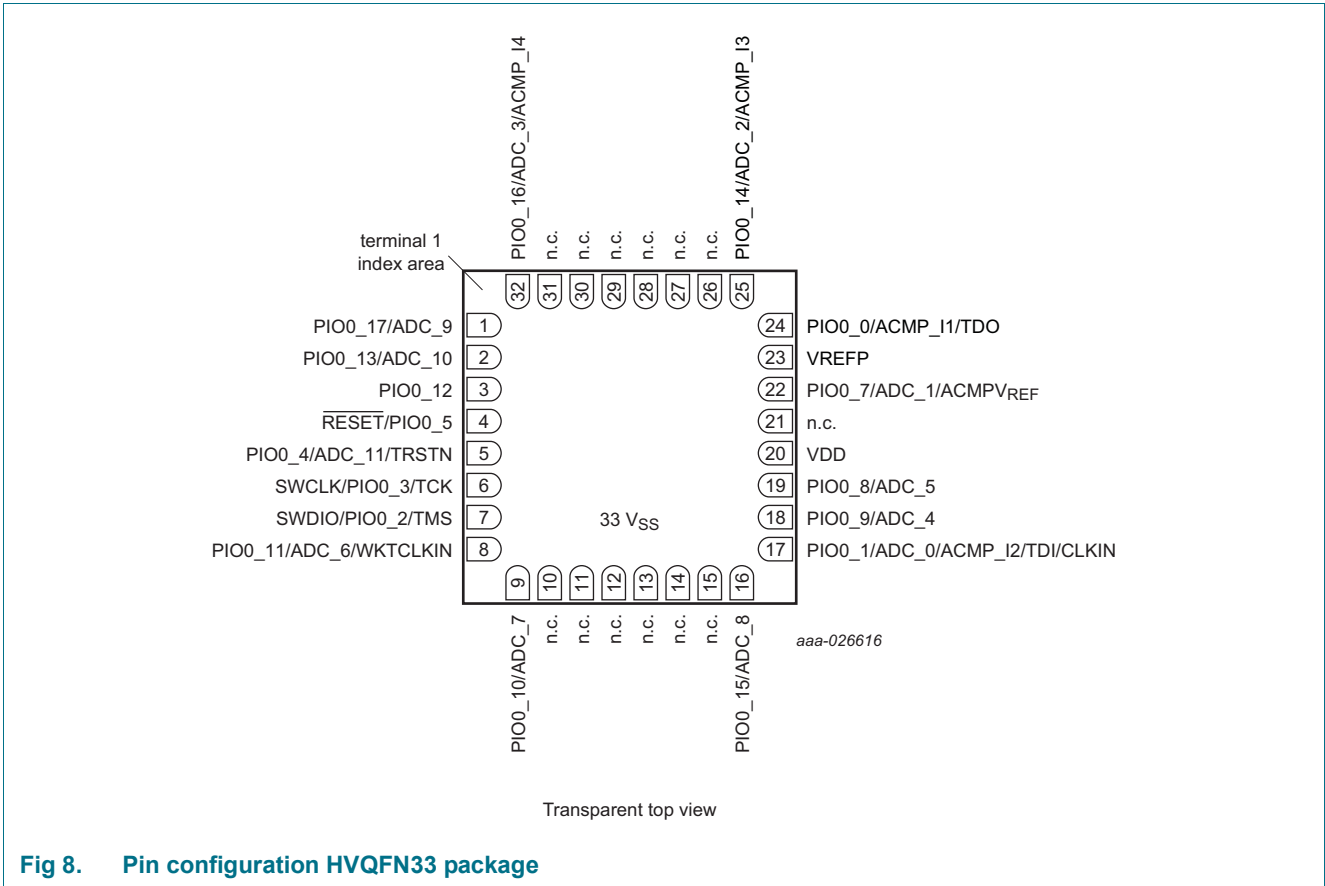 PIO0_16/ADC_3/ACMP_I4
n.c.
n.c.
n.c.
n.c.
n.c.
n.c.
PIO0_14/ADC_2/ACMP_I3
terminal 1
index area
32
31
30
29
28
27
26
25
PIO0_17/ADC_9 1
PIO0_13/ADC_10 2
PIO0_12 3
RESET/PIO0_5 4
PIO0_4/ADC_11/TRSTN 5
SWCLK/PIO0_3/TCK 6
SWDIO/PIO0_2/TMS 7
PIO0_11/ADC_6/WKTCLKIN 8
24 PIO0_0/ACMP_I1/TDO
23 VREFP
22 PIO0_7/ADC_1/ACMPVREF
21 n.c.
20 VDD
19 PIO0_8/ADC_5
18 PIO0_9/ADC_4
17 PIO0_1/ADC_0/ACMP_I2/TDI/CLKIN
33 VSS
9
10
11
12
13
14
15
16
PIO0_10/ADC_7
n.c.
n.c.
n.c.
n.c.
n.c.
n.c.
PIO0_15/ADC_8
aaa-026616
Transparent top view
Fig 8. Pin configuration HVQFN33 package